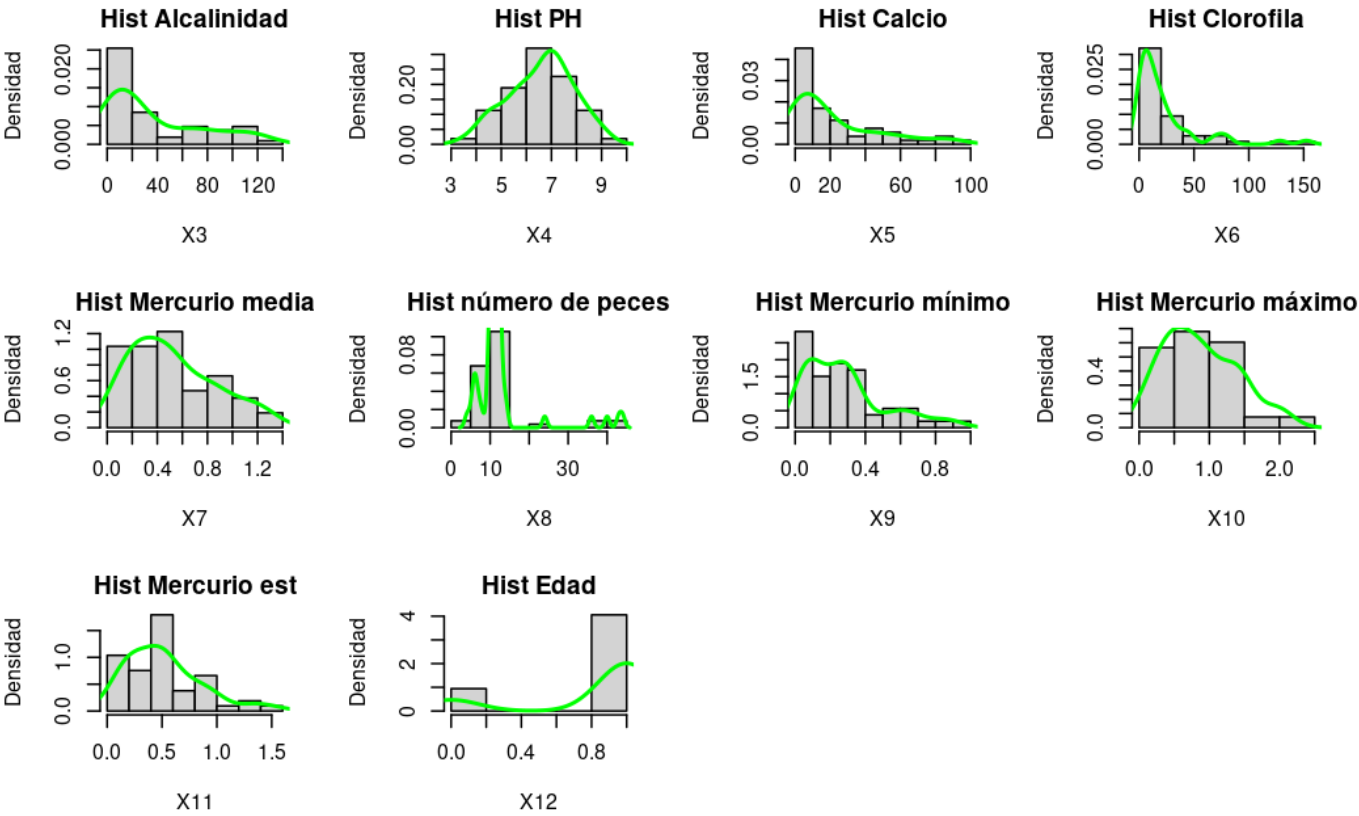 Hist Alcalinidad
Densidad
0.000 0.020
0 40 80 120
X3
Hist PH
Densidad
0.00 0.20
3 5 7 9
X4
Hist Calcio
Densidad
0.00 0.03
0 20 60 100
X5
Hist Clorofila
Densidad
0.000 0.025
0 50 100 150
X6
Hist Mercurio media
Densidad
0.0 0.6 1.2
0.0 0.4 0.8 1.2
X7
Hist número de peces
Densidad
0.00 0.08
0 10 30
X8
Hist Mercurio mínimo
Densidad
0.0 1.5
0.0 0.4 0.8
X9
Hist Mercurio máximo
Densidad
0.0 0.4
0.0 1.0 2.0
X10
Hist Mercurio est
Densidad
0.0 1.0
0.0 0.5 1.0 1.5
X11
Hist Edad
Densidad
0 2 4
0.0 0.4 0.8
X12